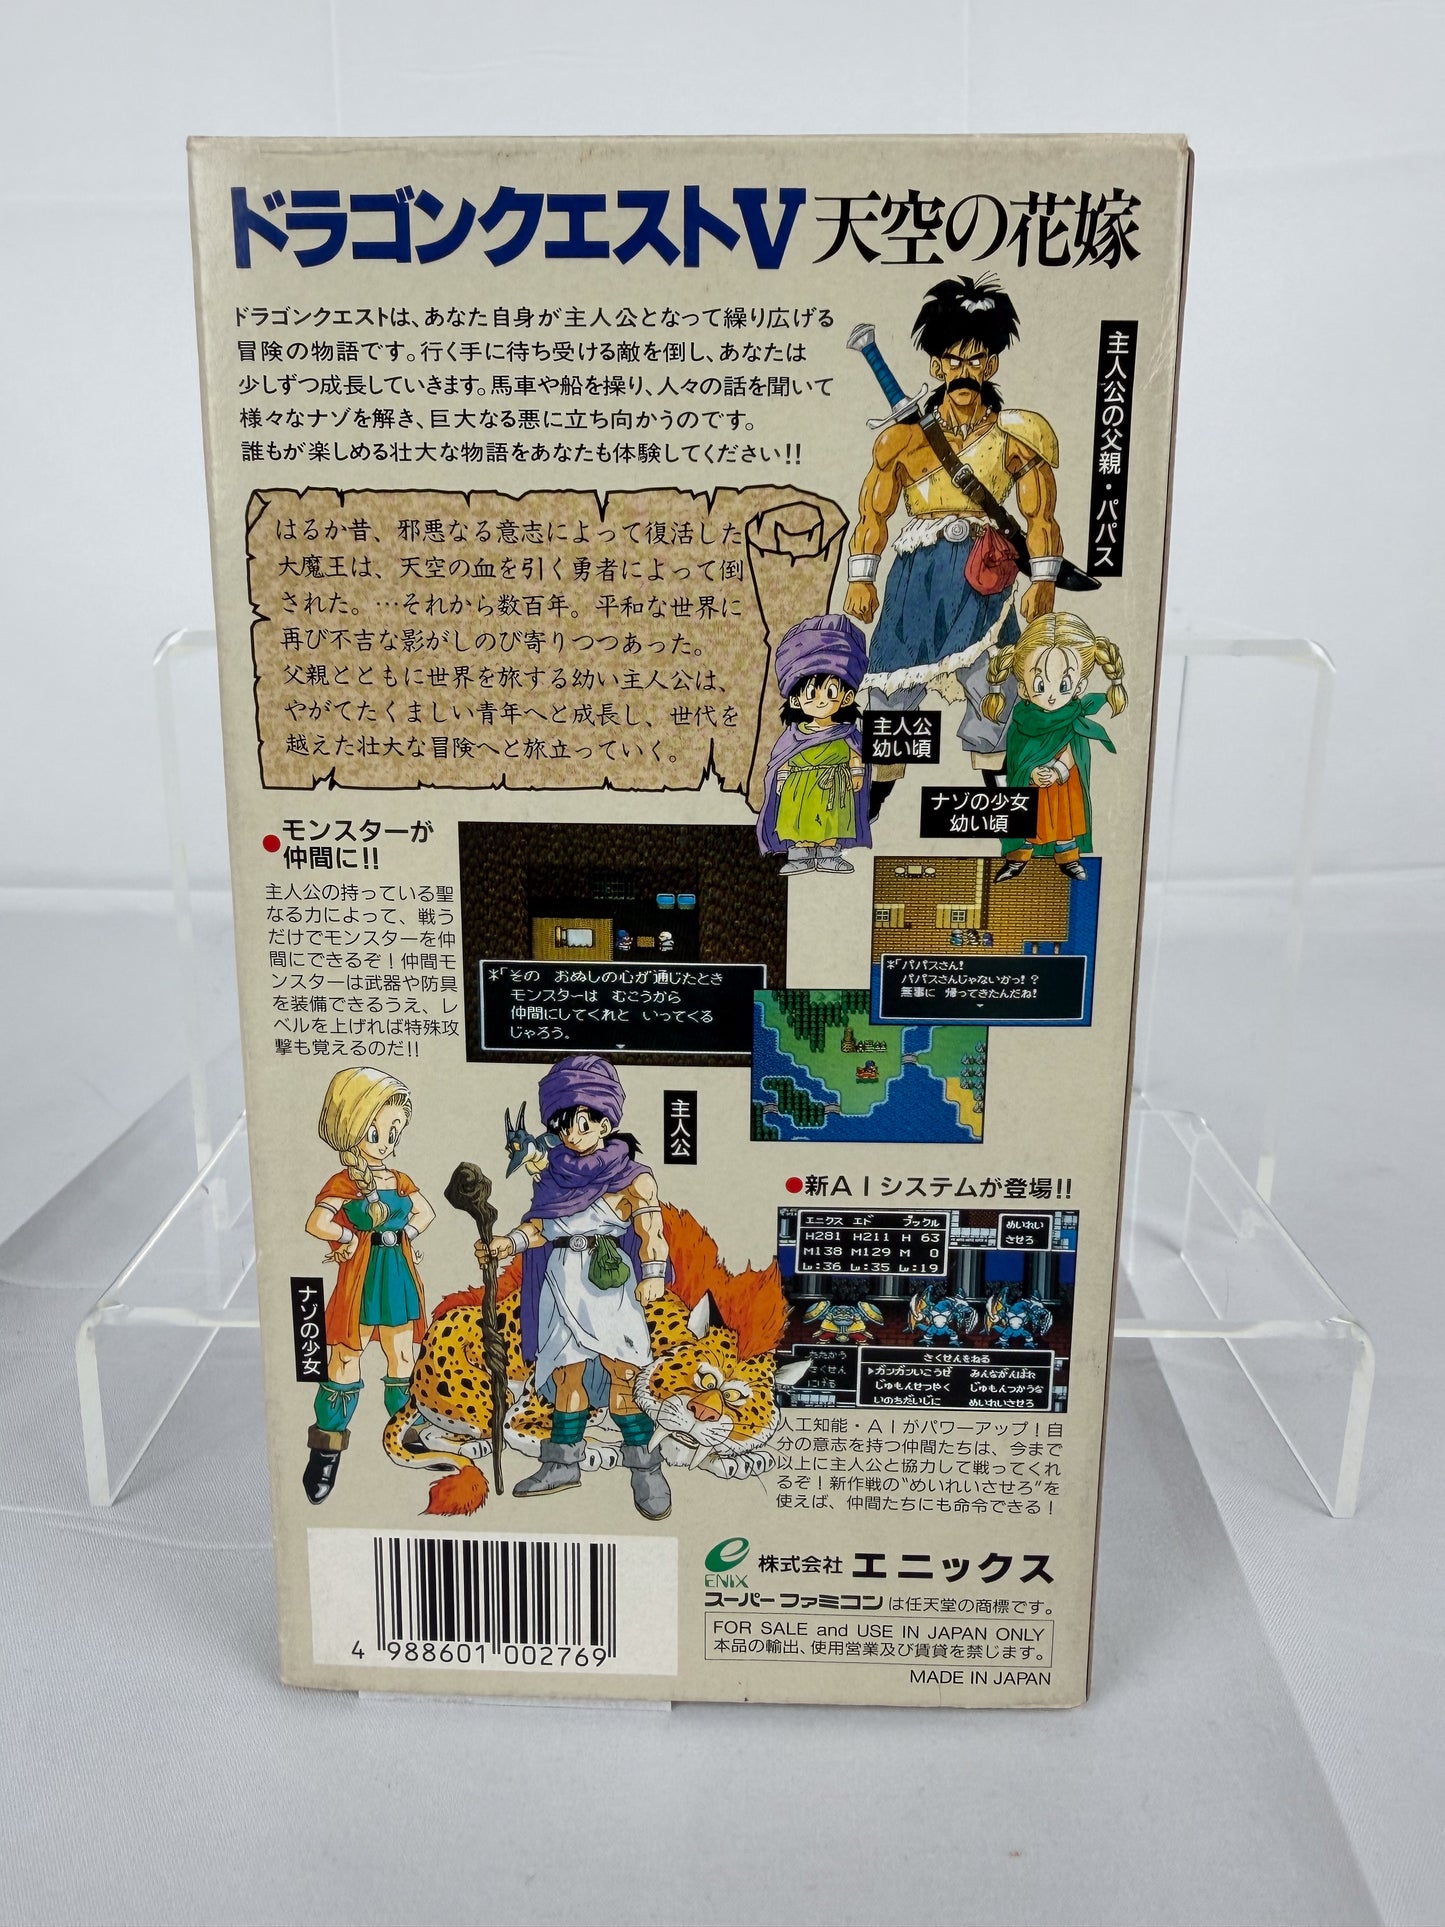 ドラゴンクエストV 天空の花嫁
ドラゴンクエストは、あなた自身が主人公となって繰り広げる
冒険の物語です。行く手に待ち受ける敵を倒し、あなたは
少しずつ成長していきます。馬車や船を操り、人々の話を聞いて
様々なナゾを解き、巨大なる悪に立ち向かうのです。
誰もが楽しめる壮大な物語をあなたも体験してください!!
主人公の父親・パパス
はるか昔、邪悪なる意志によって復活した
大魔王は、天空の血を引く勇者によって倒
された。…それから数百年。平和な世界に
再び不吉な影がしのび寄りつつあった。
父親とともに世界を旅する幼い主人公は、
やがてたくましい青年へと成長し、世代を
越えた壮大な冒険へと旅立っていく。
主人公
幼い頃
ナゾの少女
幼い頃
●モンスターが
仲間に!!
主人公の持っている聖
なる力によって、戦う
だけでモンスターを仲
間にできるぞ!仲間モ
ンスターは武器や防具
を装備できるうえ、レ
ベルを上げれば特殊攻
撃も覚えるのだ!!
*「その おぬしの心が通じたとき
モンスターは むこうから
仲間にしてくれと いってくる
じゃろう。
*「パパスさん!
パパスさんじゃないかっ!?
無事に 帰ってきたんだね!
主人公
ナゾの少女
●新AIシステムが登場!!
エニクス エド ブックル
H281 H211 H 63
M138 M129 M 0
Lv:36 Lv:35 Lv:19
めいれい
させろ
たたかう
さくせん
にげる
さくせんをねる
▶ガンガンいこうぜ みんながんばれ
じゅもんせつやく じゅもんつかうな
いのちだいじに めいれいさせろ
人工知能・AIがパワーアップ!自
分の意志を持つ仲間たちは、今まで
以上に主人公と協力して戦ってくれ
るぞ!新作戦の"めいれいさせろ"を
使えば、仲間たちにも命令できる!
4 988601 002769
ENIX 株式会社 エニックス
スーパーファミコンは任天堂の商標です。
FOR SALE and USE IN JAPAN ONLY
本品の輸出、使用営業及び賃貸を禁じます。
MADE IN JAPAN